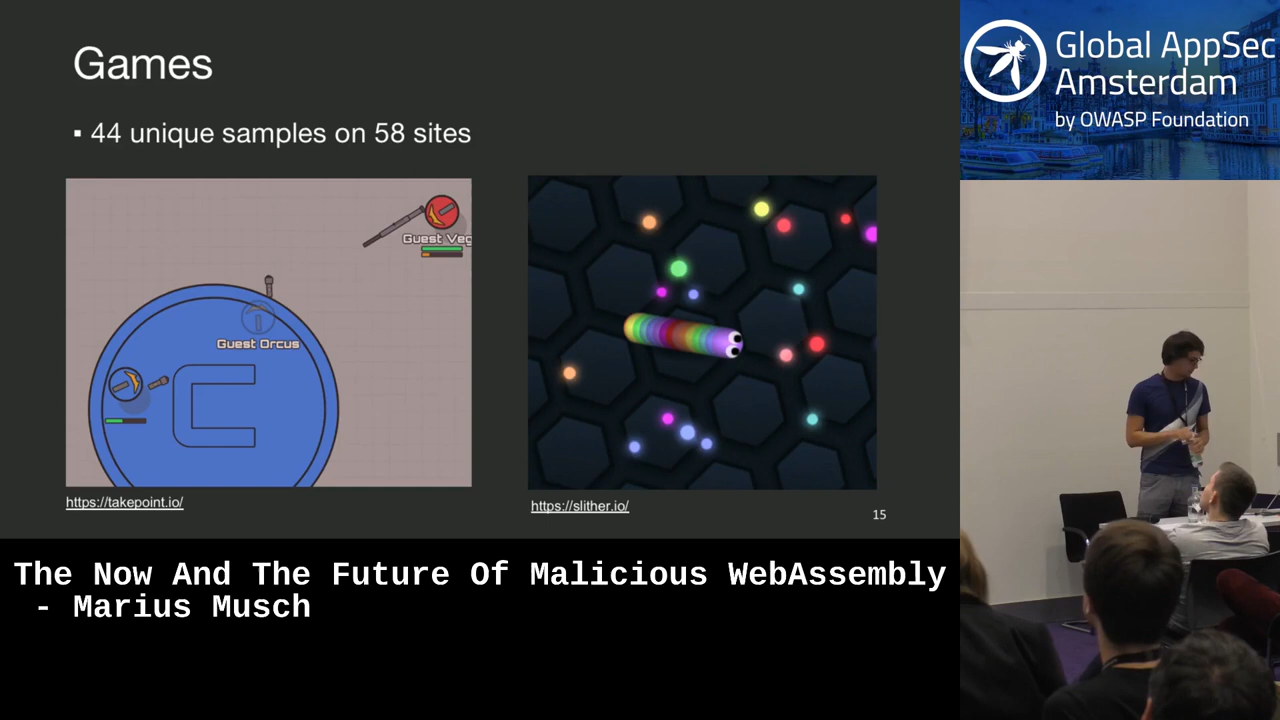 Games
▪ 44 unique samples on 58 sites
Guest Veg
Guest Orcus
https://takepoint.io/
https://slither.io/
15
Global AppSec
Amsterdam
by OWASP Foundation
The Now And The Future Of Malicious WebAssembly
- Marius Musch